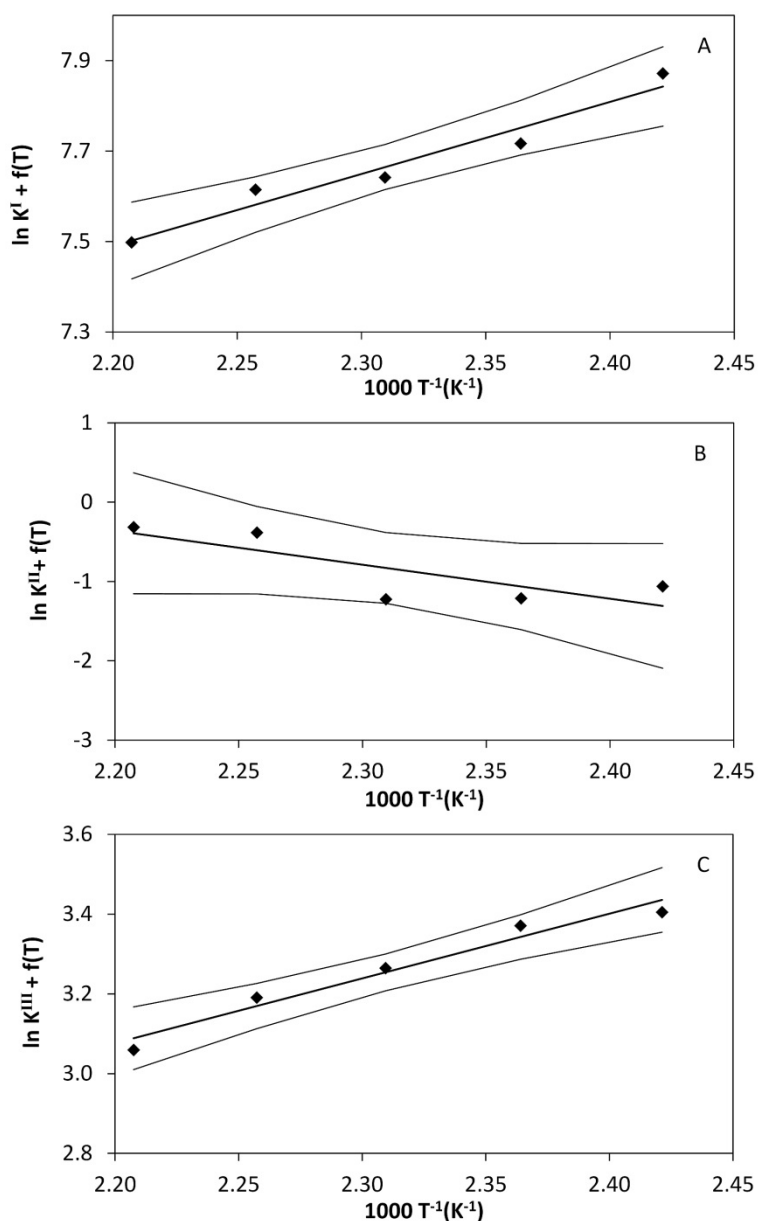 A
7.9
7.7
7.5
7.3
ln K^I + f(T)
2.20 2.25 2.30 2.35 2.40 2.45
1000 T⁻¹(K⁻¹)
B
1
0
-1
-2
-3
ln K^II + f(T)
2.20 2.25 2.30 2.35 2.40 2.45
1000 T⁻¹(K⁻¹)
C
3.6
3.4
3.2
3.0
2.8
ln K^III + f(T)
2.20 2.25 2.30 2.35 2.40 2.45
1000 T⁻¹(K⁻¹)